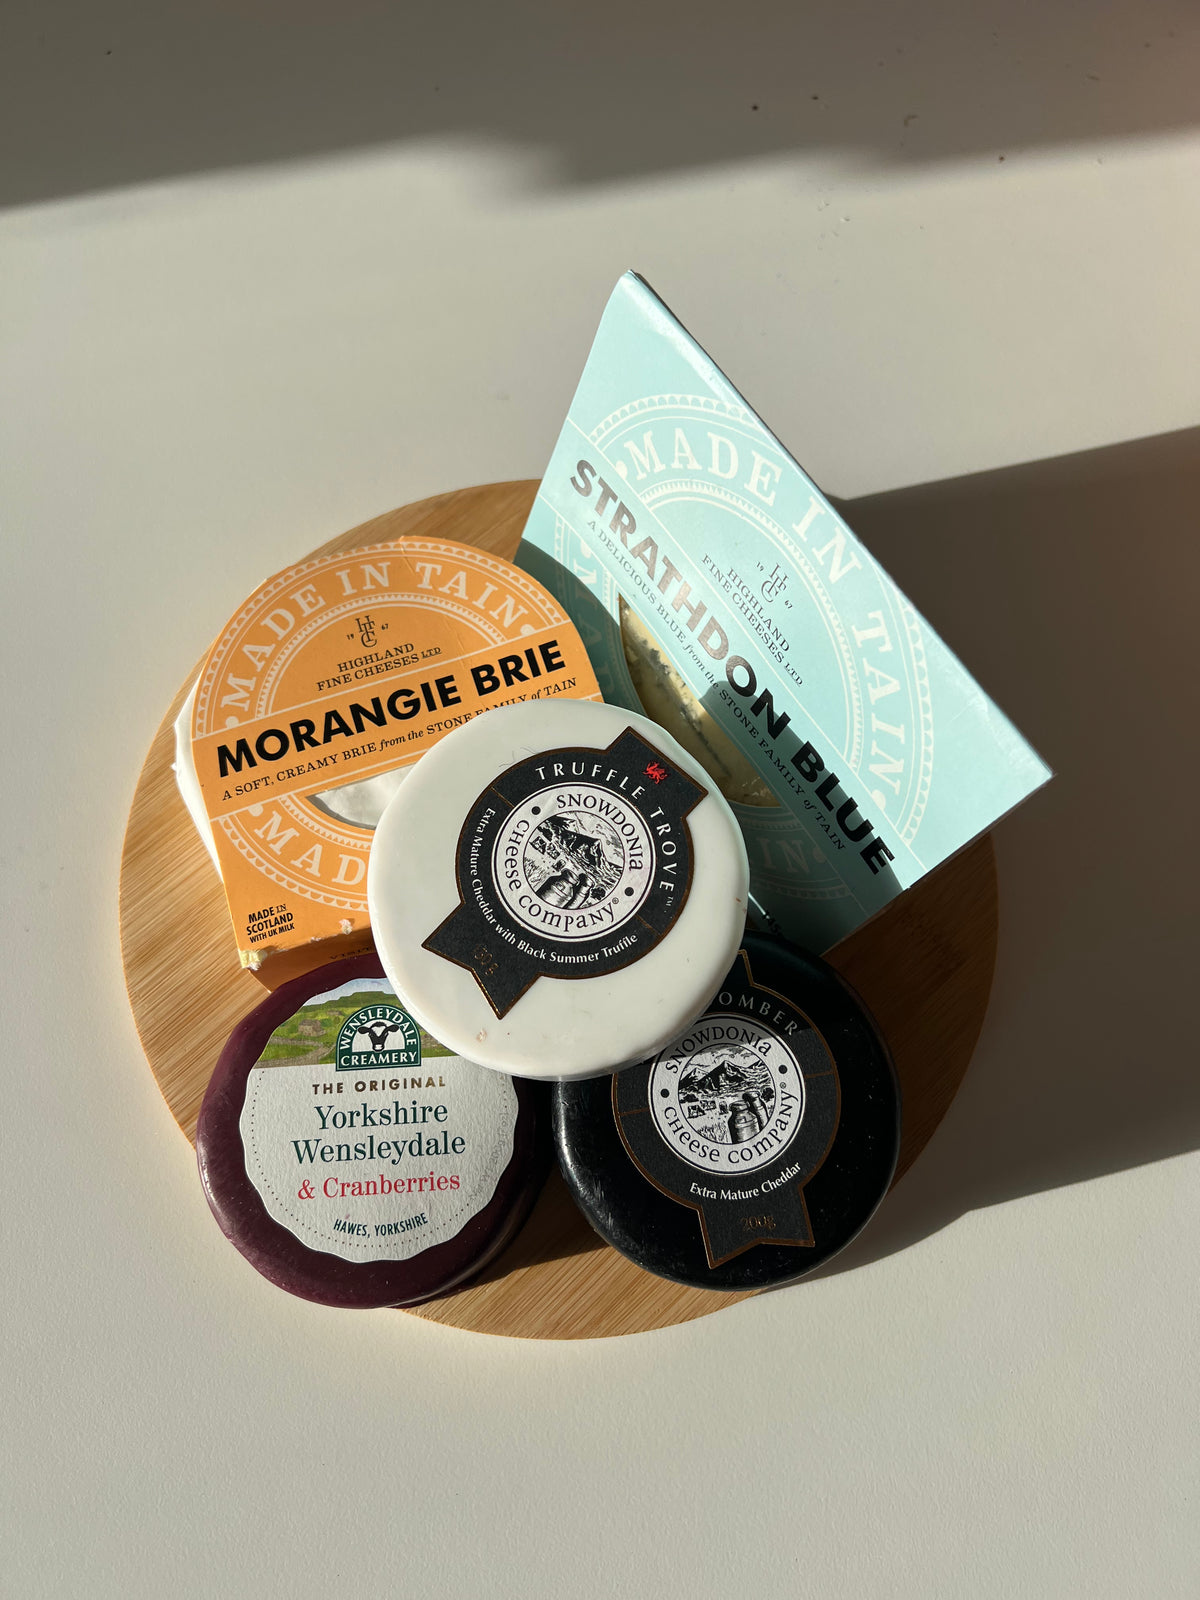 MADE IN TAIN
STRATHDON BLUE
A DELICIOUS BLUE from the STONE FAMILY of TAIN
19 HFC 67
HIGHLAND
FINE CHEESES LTD
MADE IN TAIN
19 HFC 67
HIGHLAND
FINE CHEESES LTD
MORANGIE BRIE
A SOFT, CREAMY BRIE from the STONE FAMILY of TAIN
MAD
MADE IN
SCOTLAND
WITH UK MILK
IN
TRUFFLE TROVE™
SNOWDONIA
CHEESE COMPANY®
Extra Mature Cheddar with Black Summer Truffle
WENSLEYDALE
CREAMERY
THE ORIGINAL
Yorkshire
Wensleydale
& Cranberries
HAWES, YORKSHIRE
OMBER
SNOWDONIA
CHEESE COMPANY®
Extra Mature Cheddar
200g